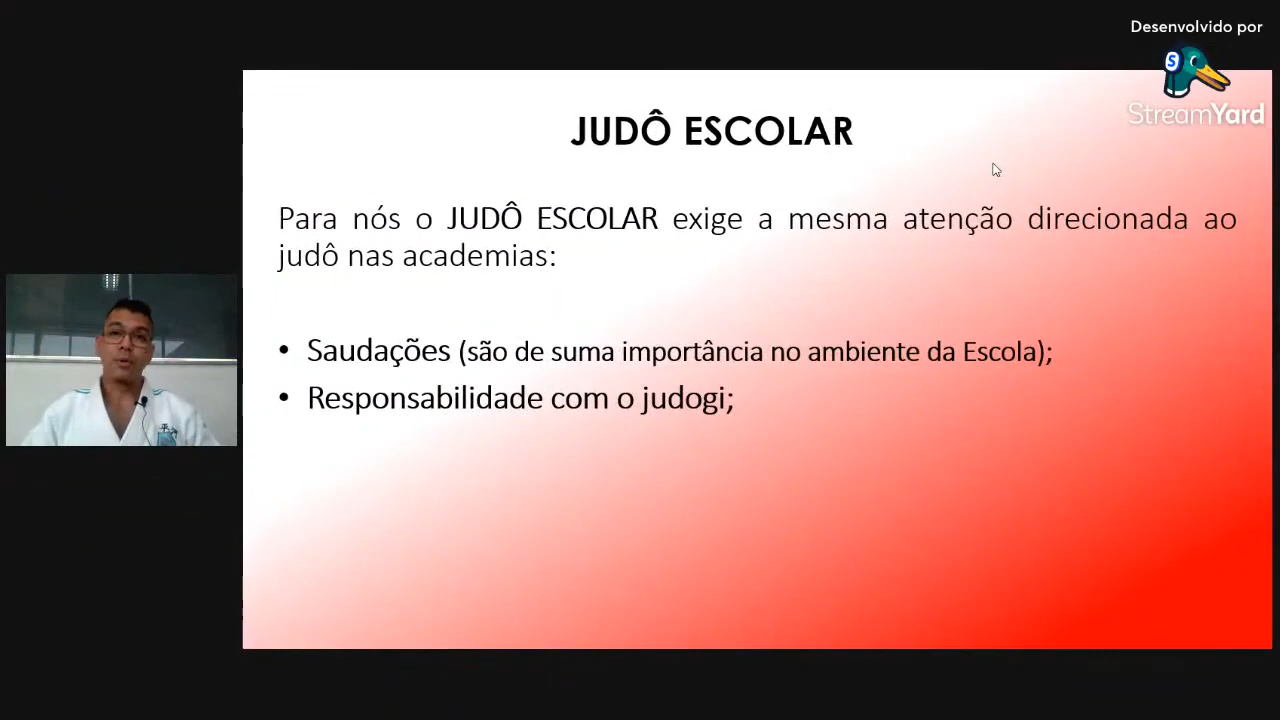 Desenvolvido por
S
StreamYard
JUDÔ ESCOLAR
Para nós o JUDÔ ESCOLAR exige a mesma atenção direcionada ao
judô nas academias:
• Saudações (são de suma importância no ambiente da Escola);
• Responsabilidade com o judogi;